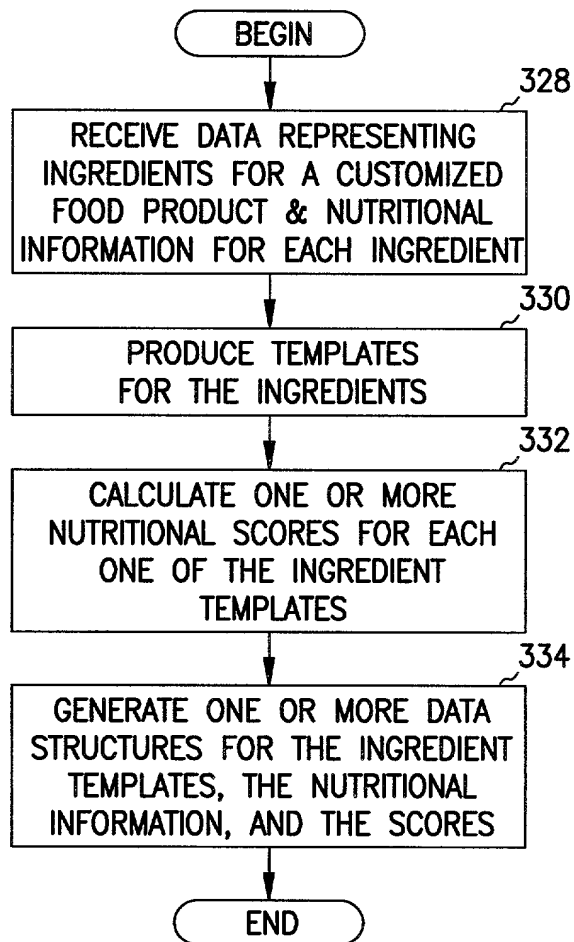 BEGIN
328
RECEIVE DATA REPRESENTING
INGREDIENTS FOR A CUSTOMIZED
FOOD PRODUCT & NUTRITIONAL
INFORMATION FOR EACH INGREDIENT
330
PRODUCE TEMPLATES
FOR THE INGREDIENTS
332
CALCULATE ONE OR MORE
NUTRITIONAL SCORES FOR EACH
ONE OF THE INGREDIENT
TEMPLATES
334
GENERATE ONE OR MORE DATA
STRUCTURES FOR THE INGREDIENT
TEMPLATES, THE NUTRITIONAL
INFORMATION, AND THE SCORES
END